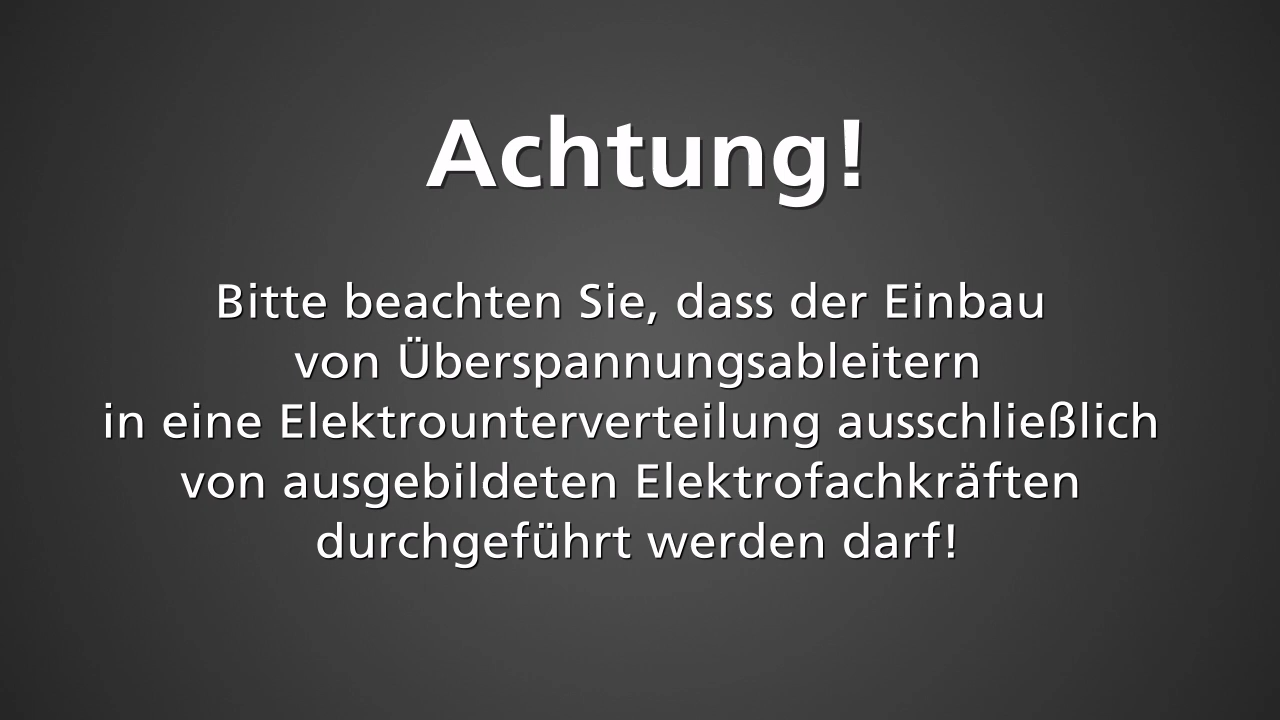 Achtung!
Bitte beachten Sie, dass der Einbau
von Überspannungsableitern
in eine Elektrounterverteilung ausschließlich
von ausgebildeten Elektrofachkräften
durchgeführt werden darf!